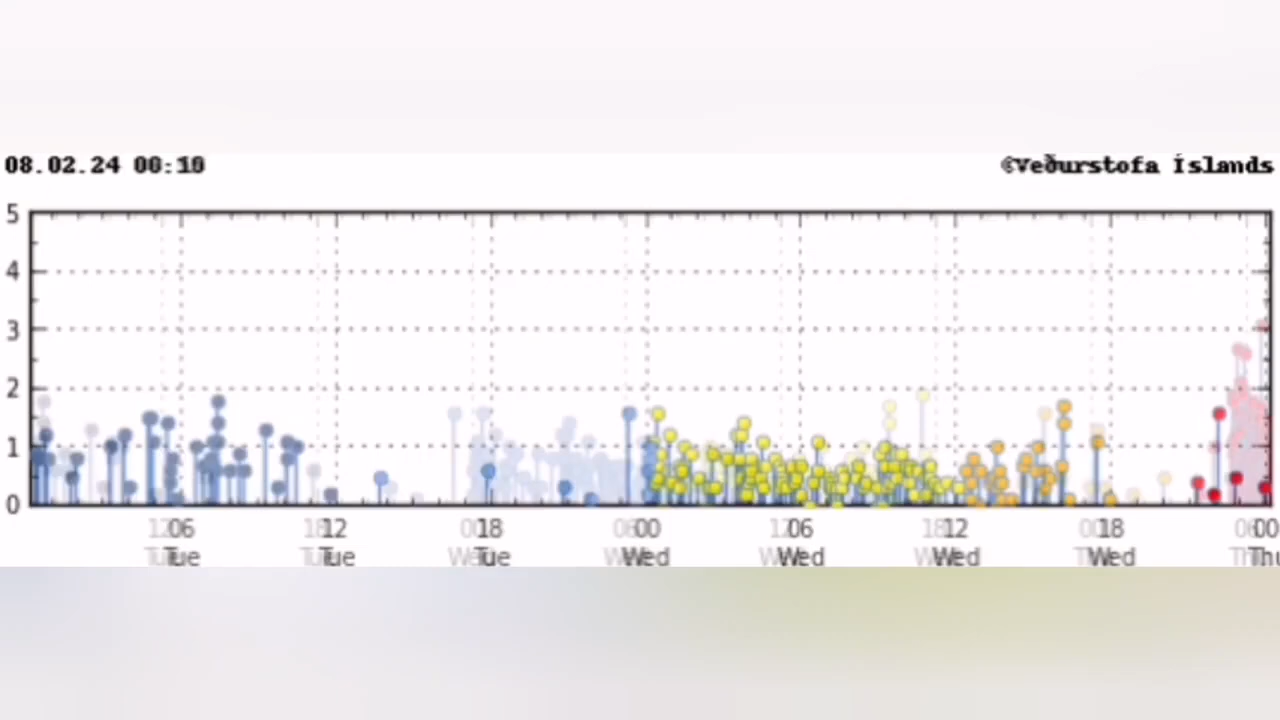 08.02.24 00:10
©Veðurstofa Íslands
5
4
3
2
1
0
06 12 18 00 06 12 18 00
Tue Tue Tue Wed Wed Wed Wed Thu